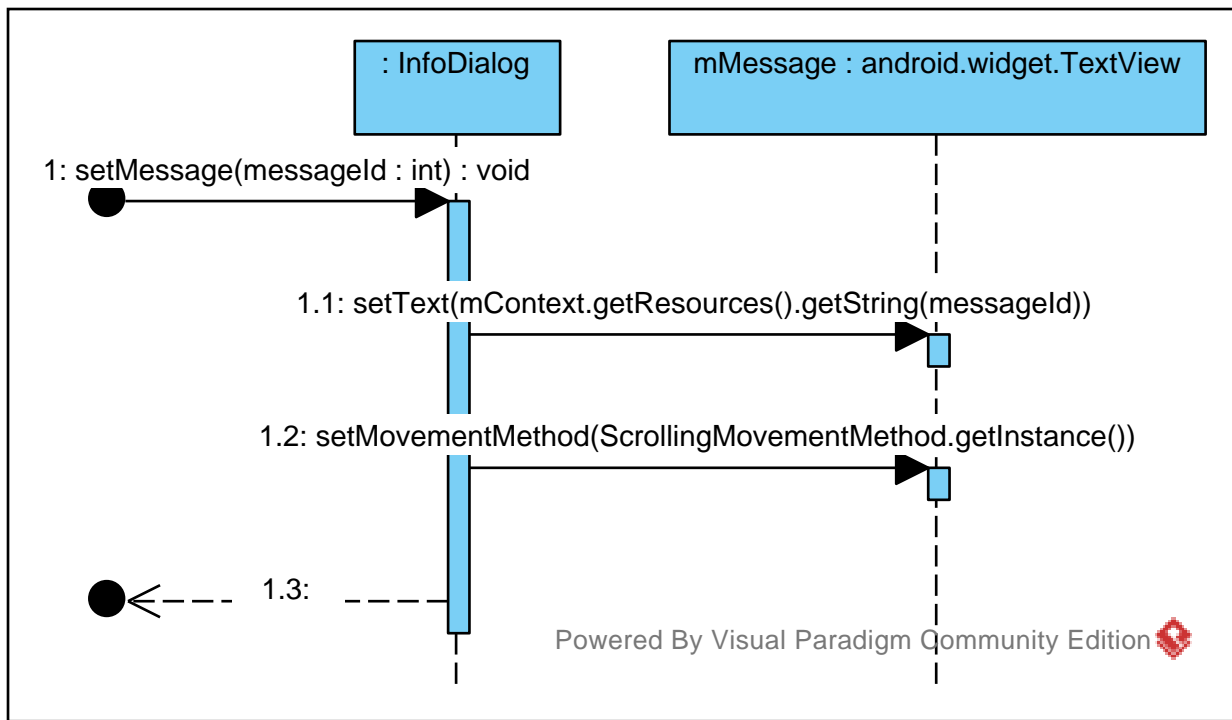 : InfoDialog
mMessage : android.widget.TextView
1: setMessage(messageId : int) : void
1.1: setText(mContext.getResources().getString(messageId))
1.2: setMovementMethod(ScrollingMovementMethod.getInstance())
1.3:
Powered By Visual Paradigm Community Edition